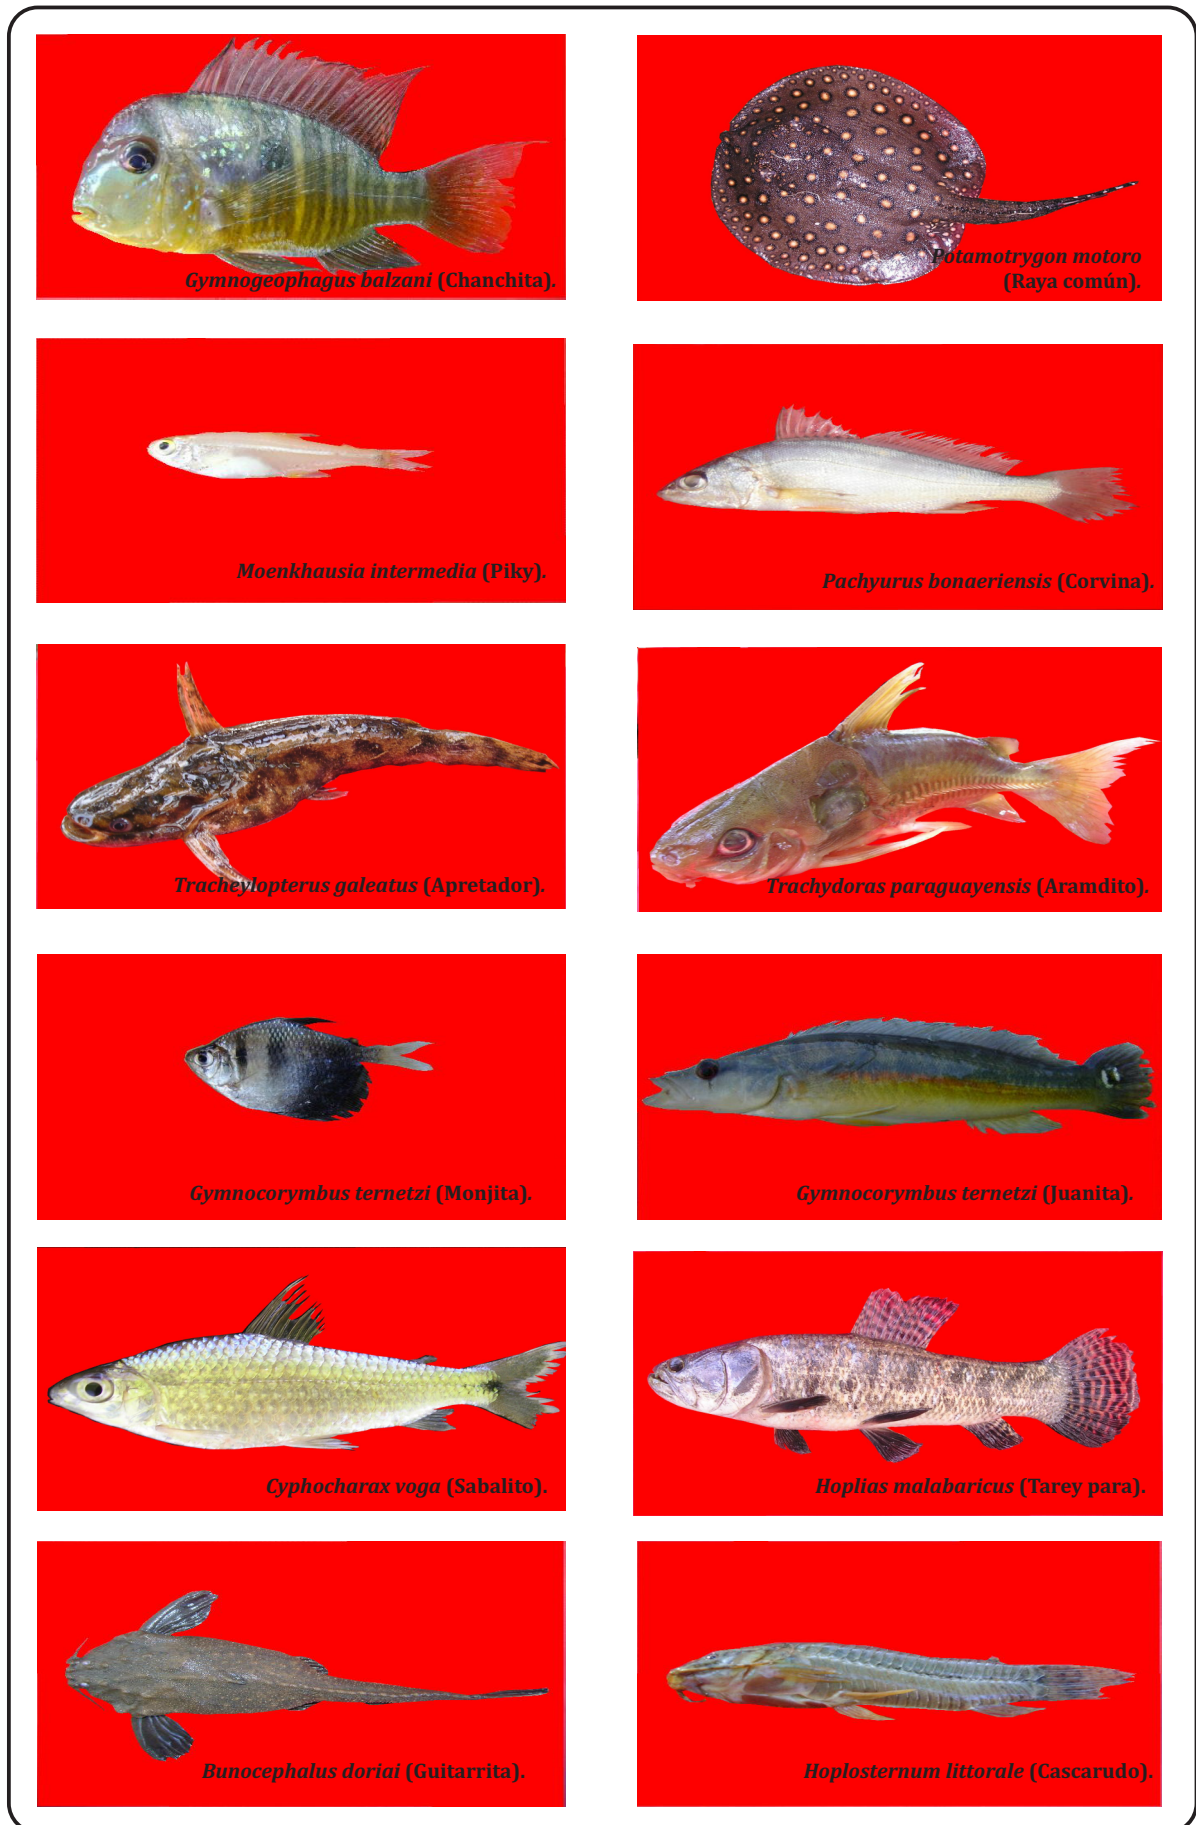 Gymnogeophagus balzani (Chanchita).
Potamotrygon motoro
(Raya común).
Moenkhausia intermedia (Piky).
Pachyurus bonaeriensis (Corvina).
Tracheylopterus galeatus (Apretador).
Trachydoras paraguayensis (Aramdito).
Gymnocorymbus ternetzi (Monjita).
Gymnocorymbus ternetzi (Juanita).
Cyphocharax voga (Sabalito).
Hoplias malabaricus (Tarey para).
Bunocephalus doriai (Guitarrita).
Hoplosternum littorale (Cascarudo).